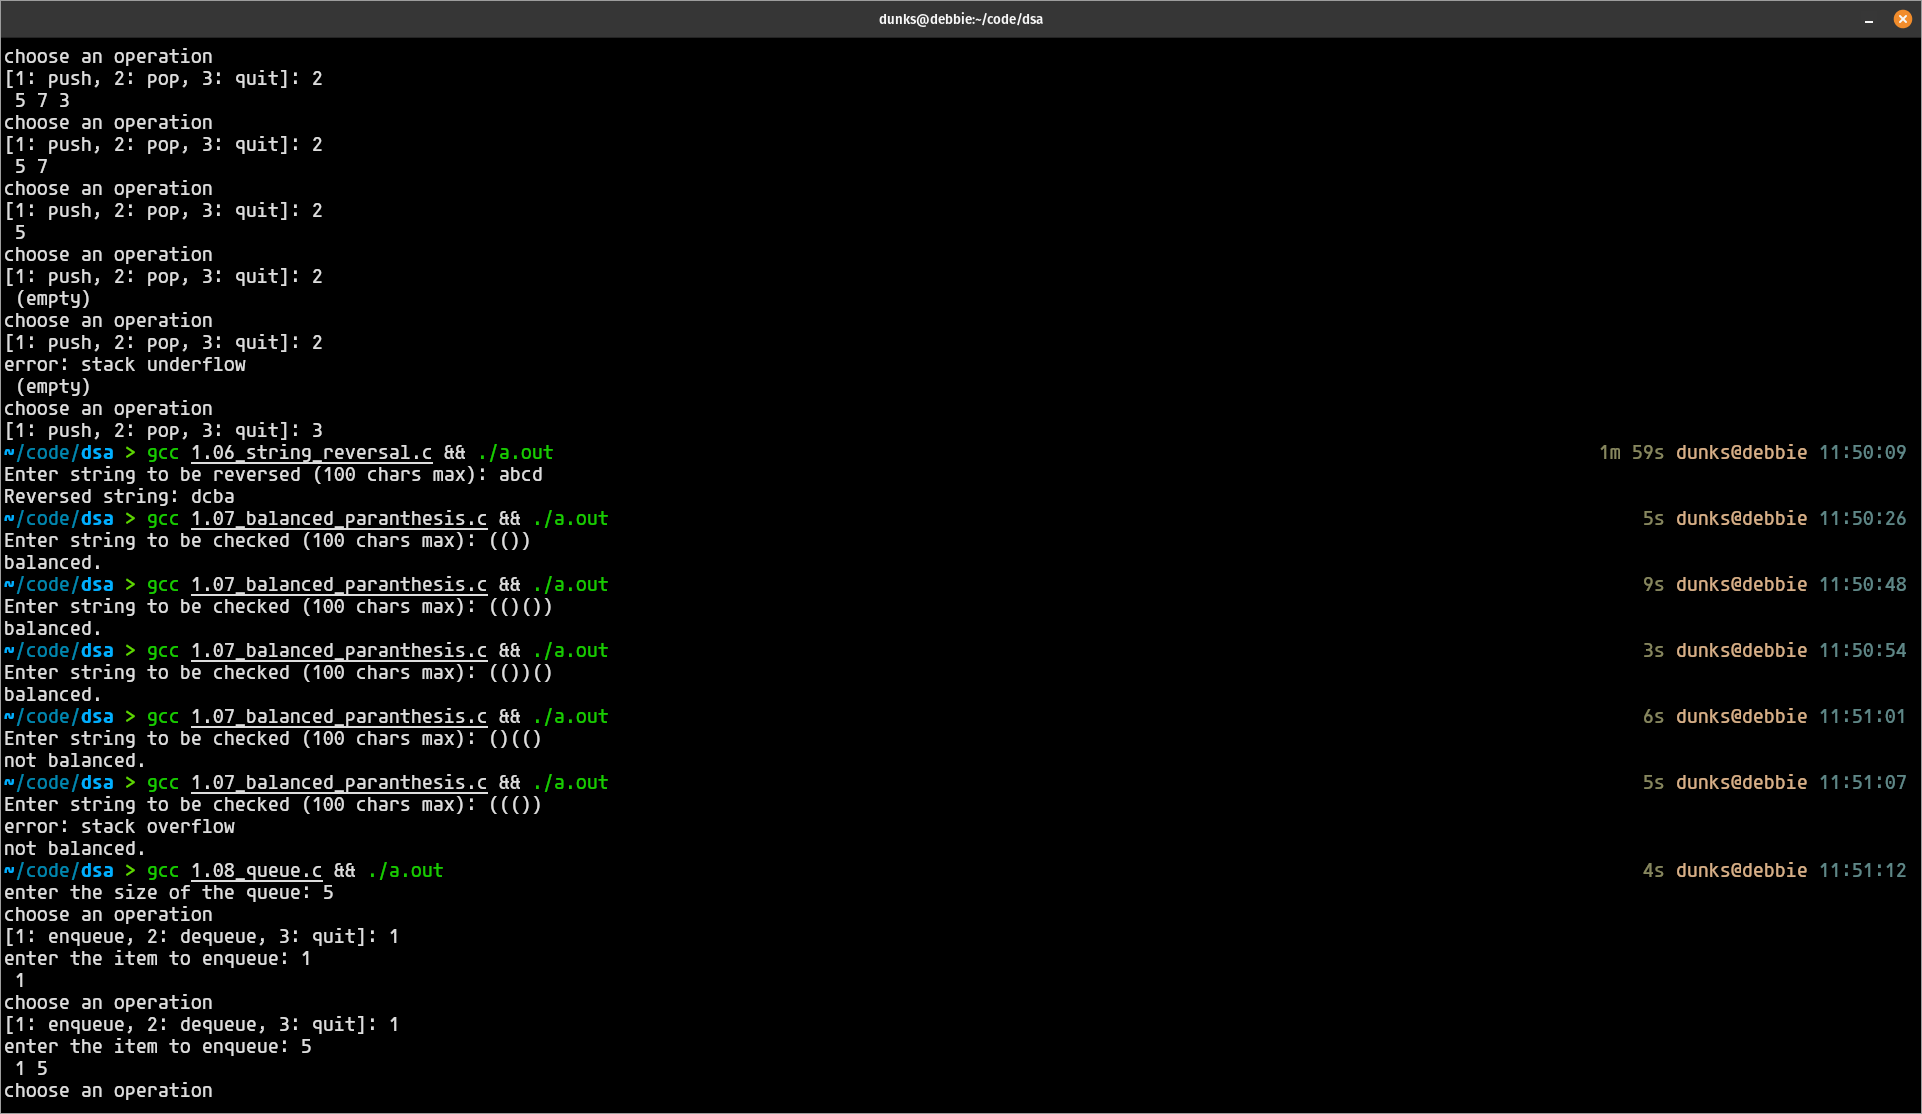 dunks@debbie:~/code/dsa
choose an operation
[1: push, 2: pop, 3: quit]: 2
 5 7 3
choose an operation
[1: push, 2: pop, 3: quit]: 2
 5 7
choose an operation
[1: push, 2: pop, 3: quit]: 2
 5
choose an operation
[1: push, 2: pop, 3: quit]: 2
 (empty)
choose an operation
[1: push, 2: pop, 3: quit]: 2
error: stack underflow
 (empty)
choose an operation
[1: push, 2: pop, 3: quit]: 3
~/code/dsa > gcc 1.06_string_reversal.c && ./a.out 1m 59s dunks@debbie 11:50:09
Enter string to be reversed (100 chars max): abcd
Reversed string: dcba
~/code/dsa > gcc 1.07_balanced_paranthesis.c && ./a.out 5s dunks@debbie 11:50:26
Enter string to be checked (100 chars max): (())
balanced.
~/code/dsa > gcc 1.07_balanced_paranthesis.c && ./a.out 9s dunks@debbie 11:50:48
Enter string to be checked (100 chars max): (()())
balanced.
~/code/dsa > gcc 1.07_balanced_paranthesis.c && ./a.out 3s dunks@debbie 11:50:54
Enter string to be checked (100 chars max): (())()
balanced.
~/code/dsa > gcc 1.07_balanced_paranthesis.c && ./a.out 6s dunks@debbie 11:51:01
Enter string to be checked (100 chars max): ()(()
not balanced.
~/code/dsa > gcc 1.07_balanced_paranthesis.c && ./a.out 5s dunks@debbie 11:51:07
Enter string to be checked (100 chars max): ((())
error: stack overflow
not balanced.
~/code/dsa > gcc 1.08_queue.c && ./a.out 4s dunks@debbie 11:51:12
enter the size of the queue: 5
choose an operation
[1: enqueue, 2: dequeue, 3: quit]: 1
enter the item to enqueue: 1
 1
choose an operation
[1: enqueue, 2: dequeue, 3: quit]: 1
enter the item to enqueue: 5
 1 5
choose an operation